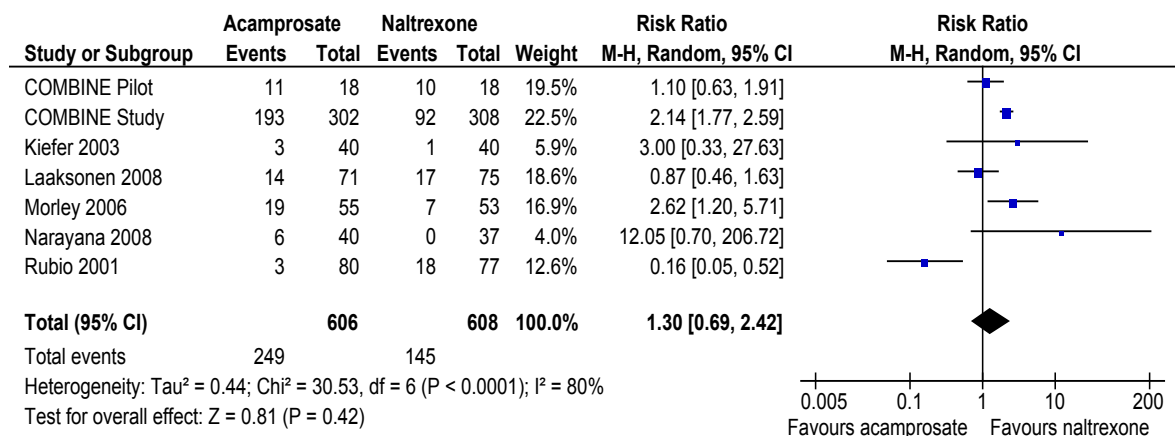 Acamprosate Naltrexone Risk Ratio Risk Ratio
Study or Subgroup Events Total Events Total Weight M-H, Random, 95% CI M-H, Random, 95% CI
COMBINE Pilot 11 18 10 18 19.5% 1.10 [0.63, 1.91]
COMBINE Study 193 302 92 308 22.5% 2.14 [1.77, 2.59]
Kiefer 2003 3 40 1 40 5.9% 3.00 [0.33, 27.63]
Laaksonen 2008 14 71 17 75 18.6% 0.87 [0.46, 1.63]
Morley 2006 19 55 7 53 16.9% 2.62 [1.20, 5.71]
Narayana 2008 6 40 0 37 4.0% 12.05 [0.70, 206.72]
Rubio 2001 3 80 18 77 12.6% 0.16 [0.05, 0.52]
Total (95% CI) 606 608 100.0% 1.30 [0.69, 2.42]
Total events 249 145
Heterogeneity: Tau² = 0.44; Chi² = 30.53, df = 6 (P < 0.0001); I² = 80%
Test for overall effect: Z = 0.81 (P = 0.42)
0.005 0.1 1 10 200
Favours acamprosate Favours naltrexone